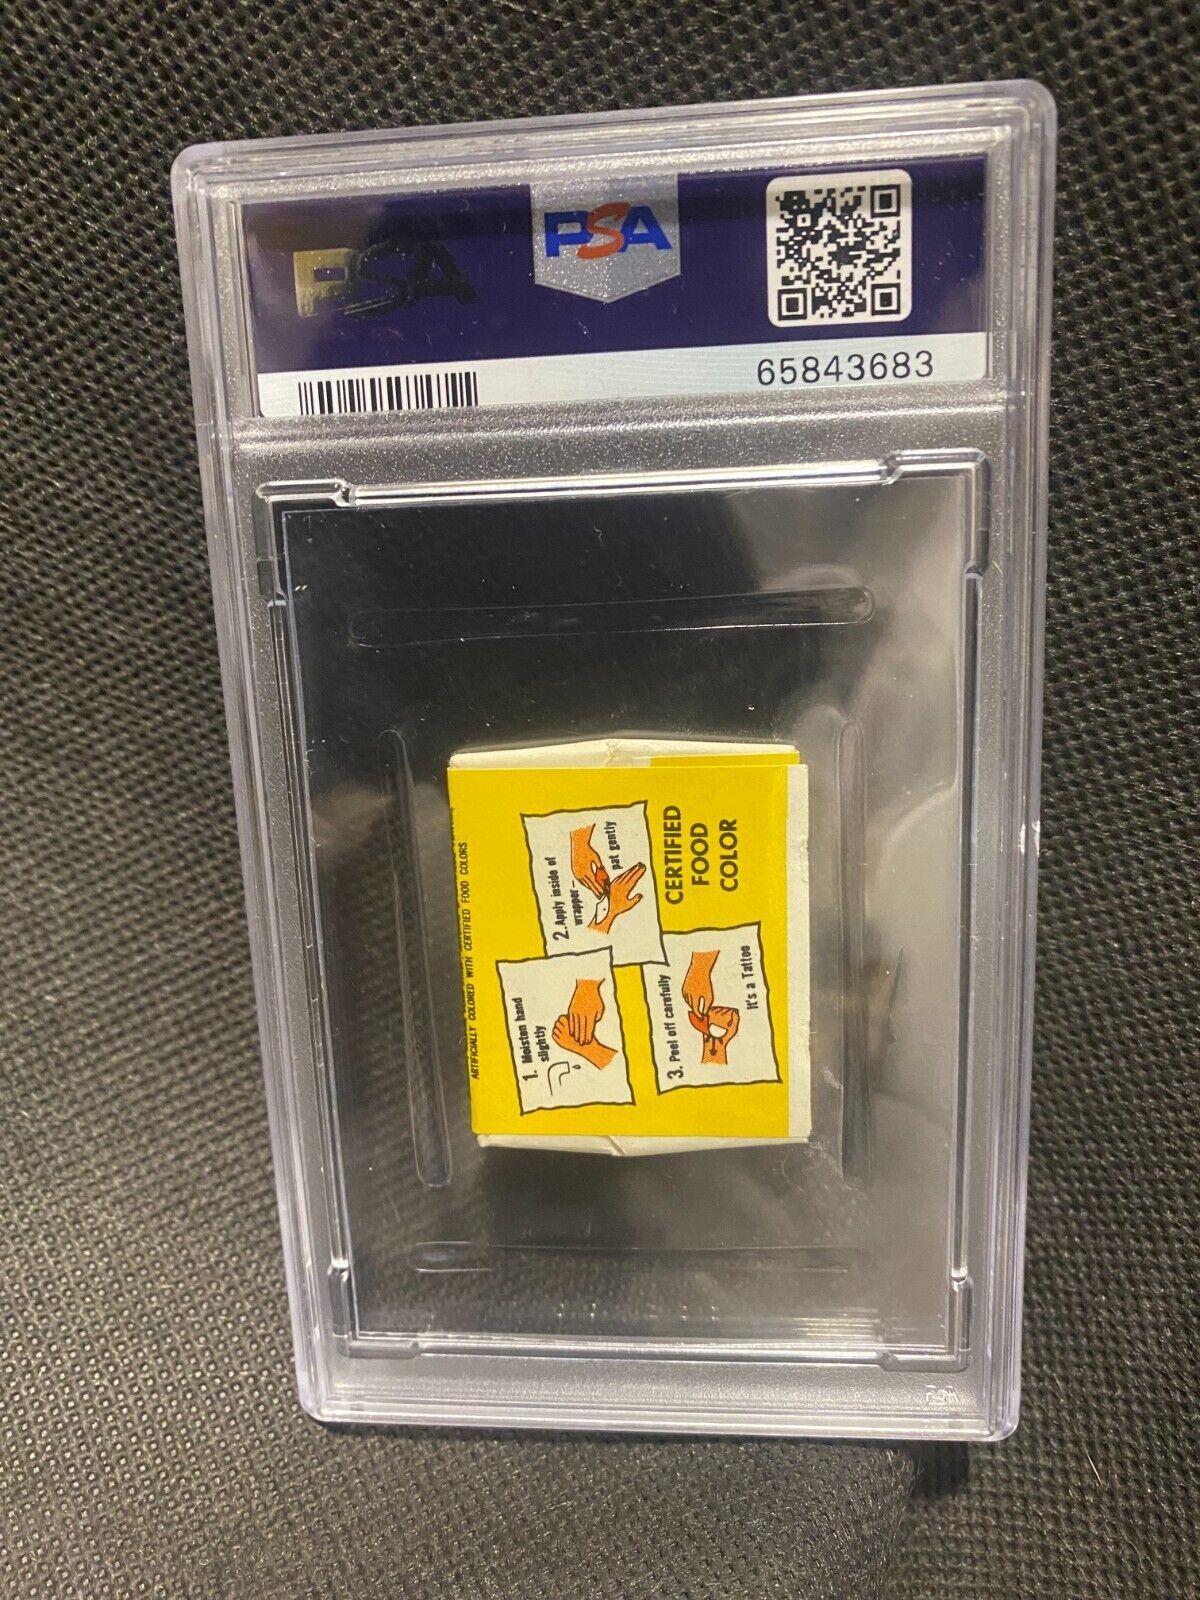 PSA
PSA
65843683
ARTIFICIALLY COLORED WITH CERTIFIED FOOD COLORS
1. Moisten hand
slightly
2. Apply inside of
wrapper—
pat gently
3. Peel off carefully
It's a Tattoo
CERTIFIED
FOOD
COLOR